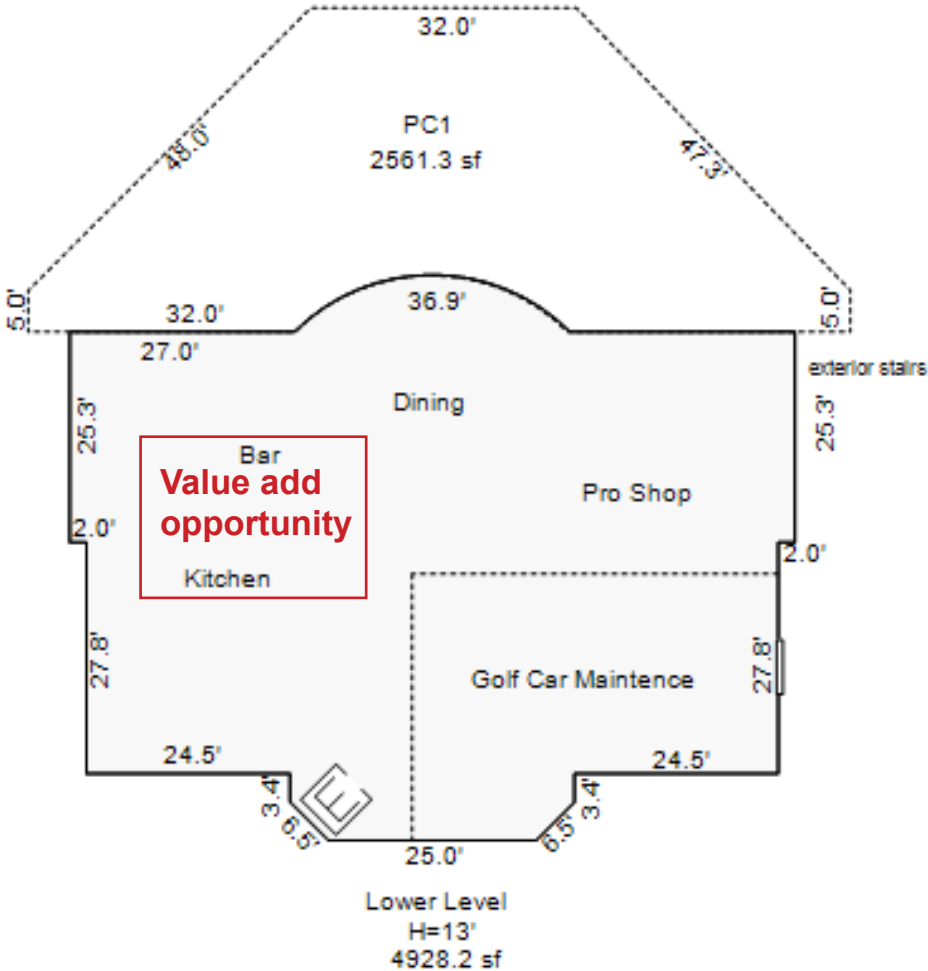 32.0'
PC1
2561.3 sf
48.0'
47.3'
5.0'
5.0'
36.9'
32.0'
27.0'
exterior stairs
Dining
25.3'
25.3'
Bar
Value add
opportunity
Pro Shop
2.0'
2.0'
Kitchen
27.8'
27.8'
Golf Car Maintence
24.5'
24.5'
3.4'
3.4'
E
6.5'
6.5'
25.0'
Lower Level
H=13'
4928.2 sf